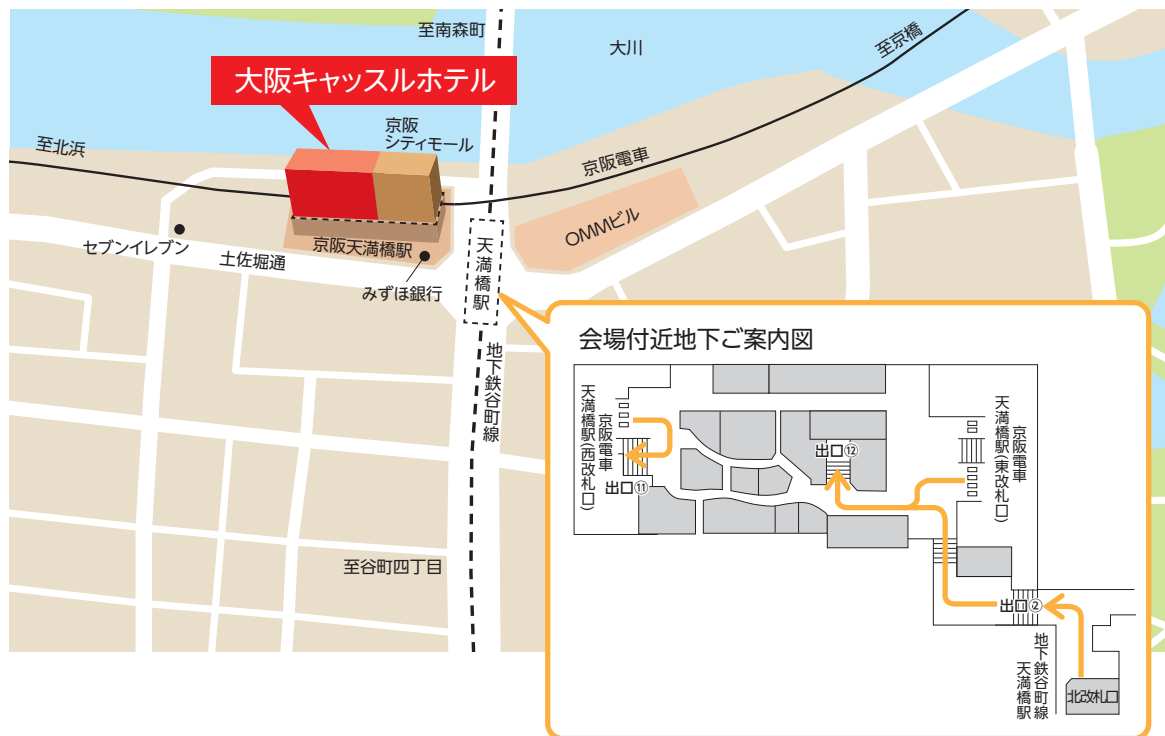 至南森町
大川
至京橋
大阪キャッスルホテル
京阪
シティモール
至北浜
京阪電車
OMMビル
セブンイレブン
京阪天満橋駅
土佐堀通
みずほ銀行
天満橋駅
地下鉄谷町線
至谷町四丁目
会場付近地下ご案内図
京阪電車
天満橋駅(西改札口)
出口⑪
出口⑫
京阪電車
天満橋駅(東改札口)
出口②
地下鉄谷町線
天満橋駅
北改札口